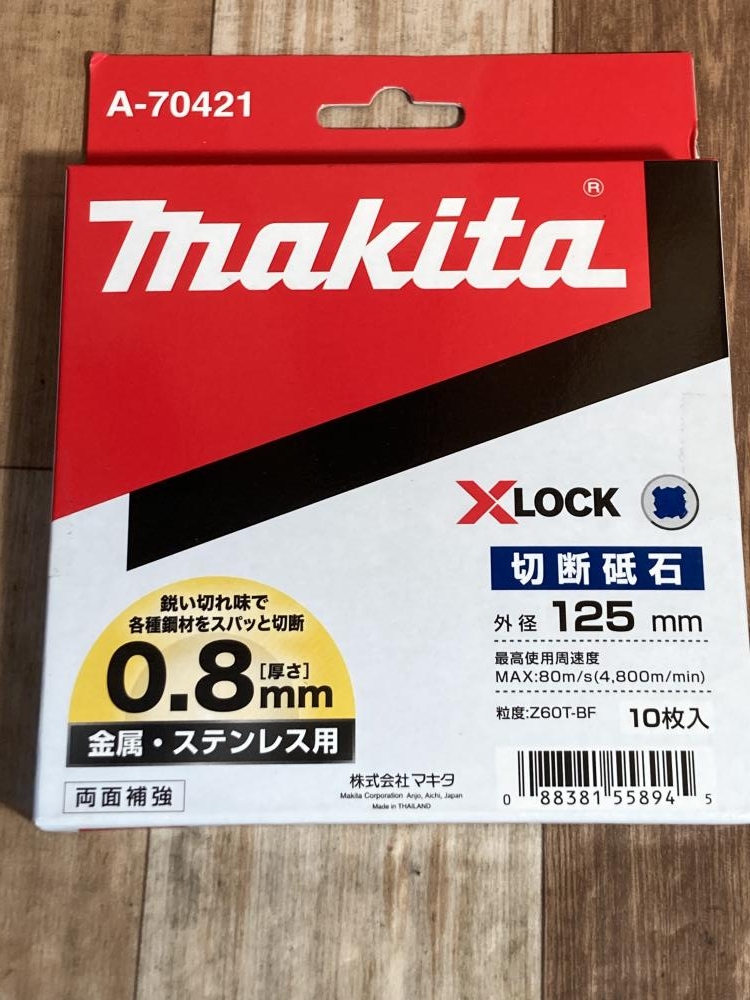 A-70421
makita®
XLOCK
切断砥石
外径 125 mm
最高使用周速度
MAX:80m/s(4,800m/min)
粒度:Z60T-BF 10枚入
鋭い切れ味で
各種鋼材をスパッと切断
0.8[厚さ]mm
金属・ステンレス用
両面補強
株式会社マキタ
Makita Corporation Anjo, Aichi, Japan
Made in THAILAND
0 88381 55894 5